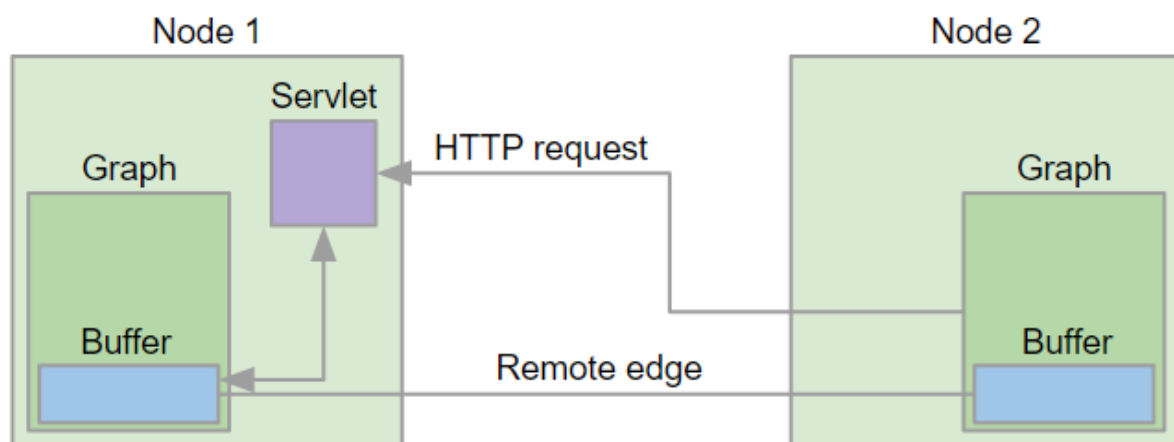 Node 1
Node 2
Servlet
HTTP request
Graph
Graph
Buffer
Buffer
Remote edge